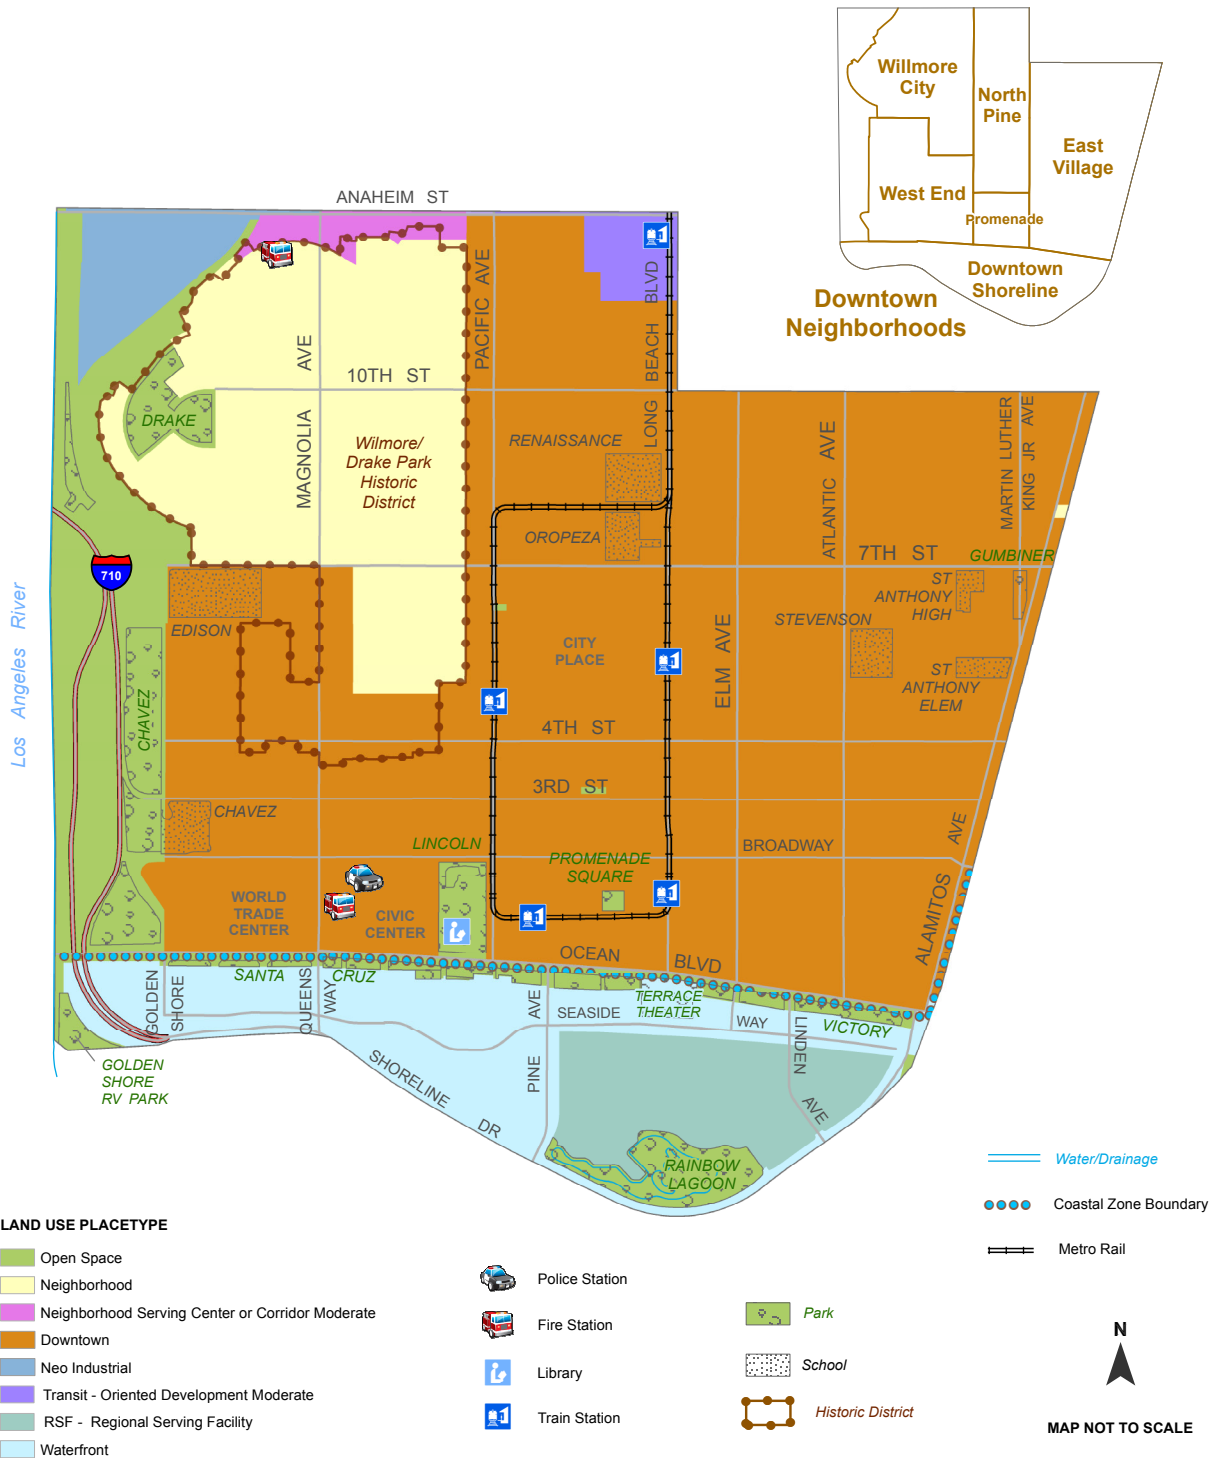 Willmore
City
North
Pine
East
Village
West End
Promenade
Downtown
Shoreline
Downtown
Neighborhoods
ANAHEIM ST
PACIFIC AVE
LONG BEACH BLVD
MAGNOLIA AVE
10TH ST
DRAKE
Wilmore/
Drake Park
Historic
District
RENAISSANCE
OROPEZA
ATLANTIC AVE
MARTIN LUTHER
KING JR AVE
7TH ST
GUMBINER
710
Los Angeles River
EDISON
CITY
PLACE
ELM AVE
STEVENSON
ST
ANTHONY
HIGH
ST
ANTHONY
ELEM
CHAVEZ
4TH ST
3RD ST
CHAVEZ
LINCOLN
PROMENADE
SQUARE
BROADWAY
ALAMITOS AVE
WORLD
TRADE
CENTER
CIVIC
CENTER
OCEAN BLVD
GOLDEN
SHORE
SANTA CRUZ
QUEENS
WAY
PINE AVE
SEASIDE WAY
TERRACE
THEATER
LINDEN AVE
VICTORY
GOLDEN
SHORE
RV PARK
SHORELINE DR
RAINBOW
LAGOON
Water/Drainage
Coastal Zone Boundary
Metro Rail
LAND USE PLACETYPE
Open Space
Neighborhood
Neighborhood Serving Center or Corridor Moderate
Downtown
Neo Industrial
Transit - Oriented Development Moderate
RSF - Regional Serving Facility
Waterfront
Police Station
Fire Station
Library
Train Station
Park
School
Historic District
N
MAP NOT TO SCALE